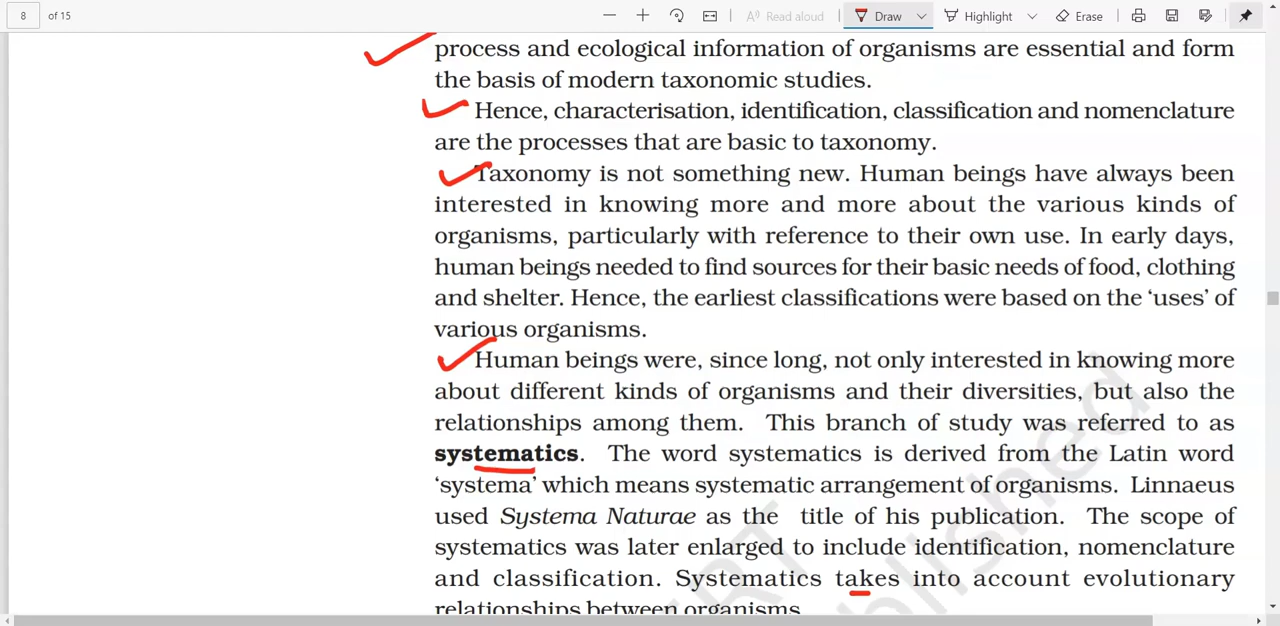 8 of 15 Read aloud Draw Highlight Erase
process and ecological information of organisms are essential and form
the basis of modern taxonomic studies.
Hence, characterisation, identification, classification and nomenclature
are the processes that are basic to taxonomy.
Taxonomy is not something new. Human beings have always been
interested in knowing more and more about the various kinds of
organisms, particularly with reference to their own use. In early days,
human beings needed to find sources for their basic needs of food, clothing
and shelter. Hence, the earliest classifications were based on the ‘uses’ of
various organisms.
Human beings were, since long, not only interested in knowing more
about different kinds of organisms and their diversities, but also the
relationships among them. This branch of study was referred to as
systematics. The word systematics is derived from the Latin word
‘systema’ which means systematic arrangement of organisms. Linnaeus
used Systema Naturae as the title of his publication. The scope of
systematics was later enlarged to include identification, nomenclature
and classification. Systematics takes into account evolutionary
relationships between organisms.